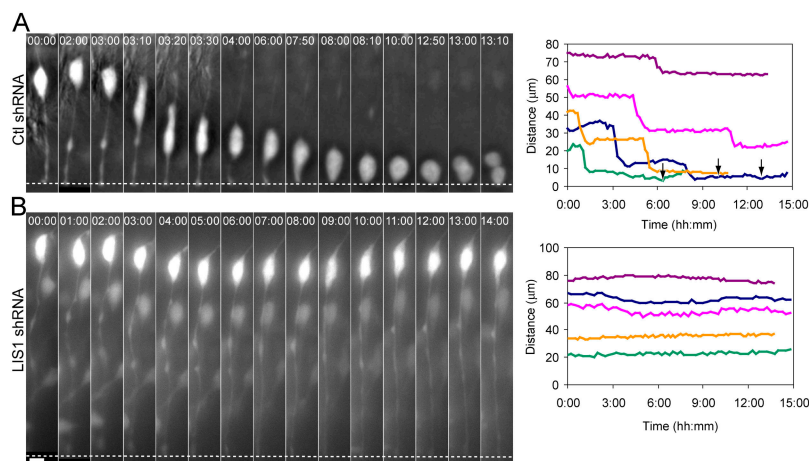 A
Ctl shRNA
00:00 02:00 03:00 03:10 03:20 03:30 04:00 06:00 07:50 08:00 08:10 10:00 12:50 13:00 13:10
80
70
60
50
40
30
20
10
0
Distance (µm)
0:00 3:00 6:00 9:00 12:00 15:00
Time (hh:mm)
B
LIS1 shRNA
00:00 01:00 02:00 03:00 04:00 05:00 06:00 07:00 08:00 09:00 10:00 11:00 12:00 13:00 14:00
100
80
60
40
20
0
Distance (µm)
0:00 3:00 6:00 9:00 12:00 15:00
Time (hh:mm)